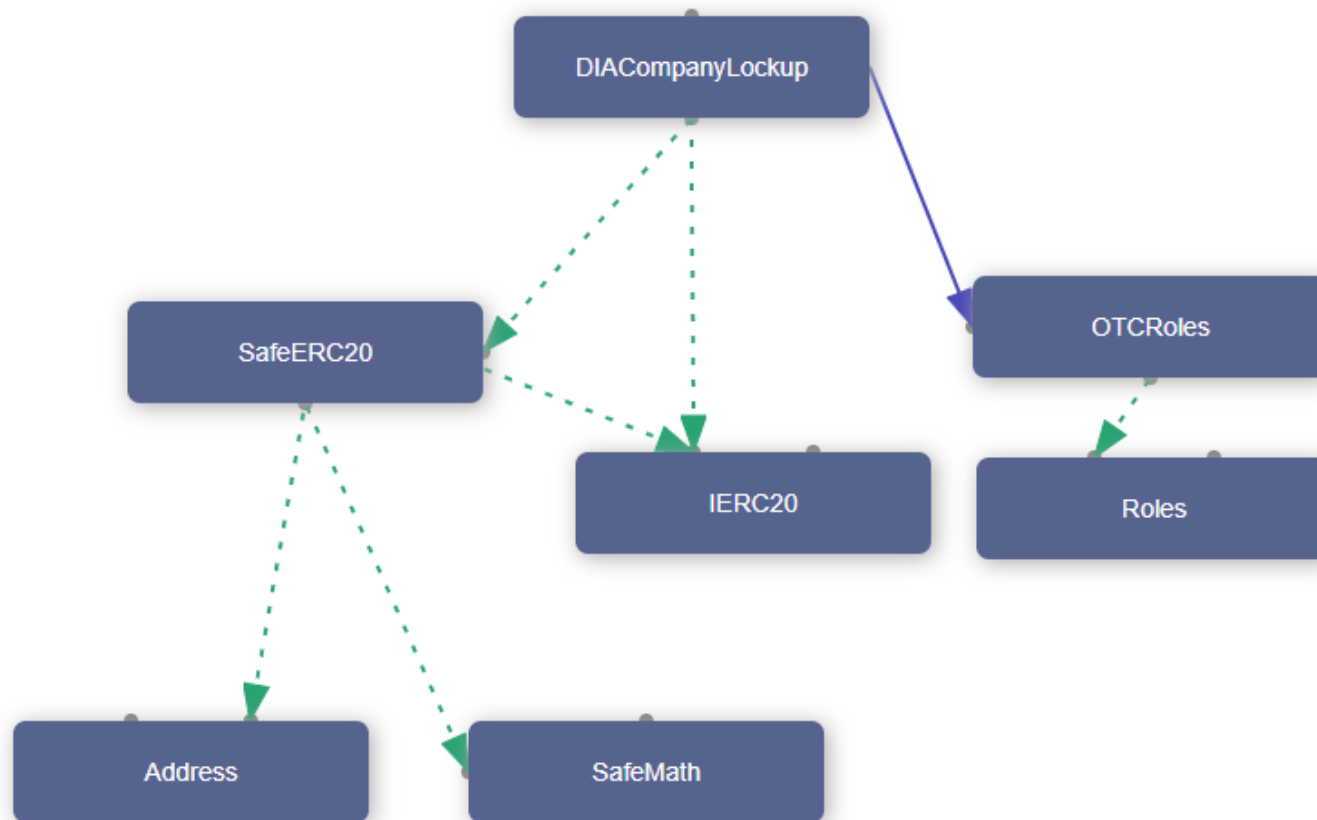 DIACompanyLockup
OTCRoles
SafeERC20
IERC20
Roles
Address
SafeMath